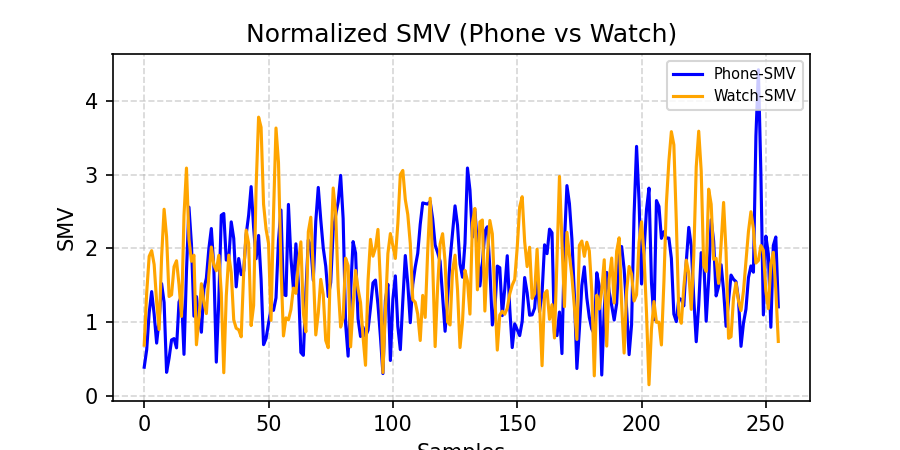 Normalized SMV (Phone vs Watch)
Phone-SMV
Watch-SMV
SMV
4
3
2
1
0
0 50 100 150 200 250
Samples